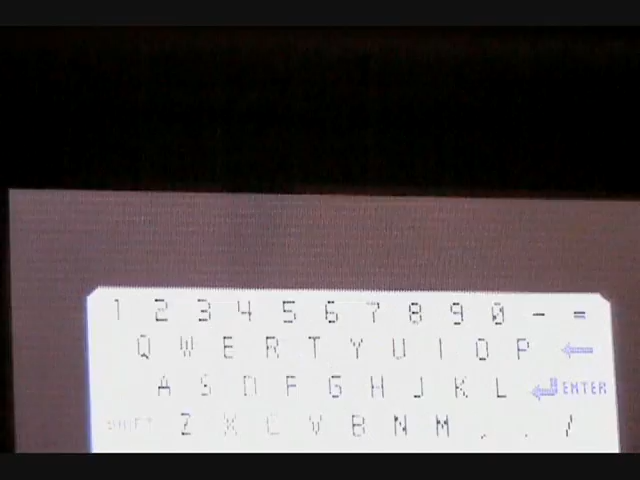 1 2 3 4 5 6 7 8 9 0 - =
Q W E R T Y U I O P ←
A S D F G H J K L ↵ ENTER
SHIFT Z X C V B N M , . /